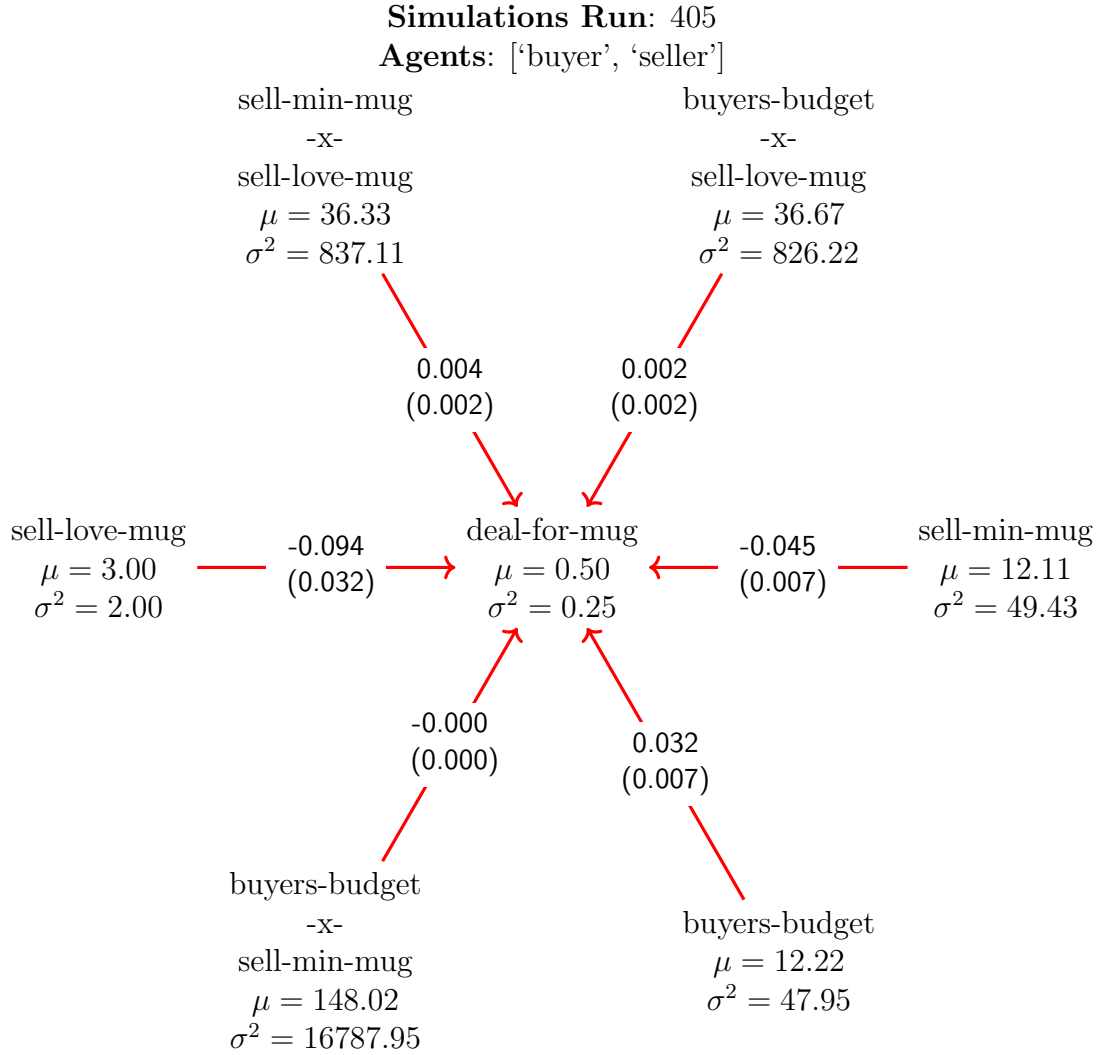 Simulations Run: 405
Agents: [‘buyer’, ‘seller’]
sell-min-mug
-x-
sell-love-mug
μ = 36.33
σ² = 837.11
buyers-budget
-x-
sell-love-mug
μ = 36.67
σ² = 826.22
0.004
(0.002)
0.002
(0.002)
sell-love-mug
μ = 3.00
σ² = 2.00
-0.094
(0.032)
deal-for-mug
μ = 0.50
σ² = 0.25
-0.045
(0.007)
sell-min-mug
μ = 12.11
σ² = 49.43
-0.000
(0.000)
0.032
(0.007)
buyers-budget
-x-
sell-min-mug
μ = 148.02
σ² = 16787.95
buyers-budget
μ = 12.22
σ² = 47.95